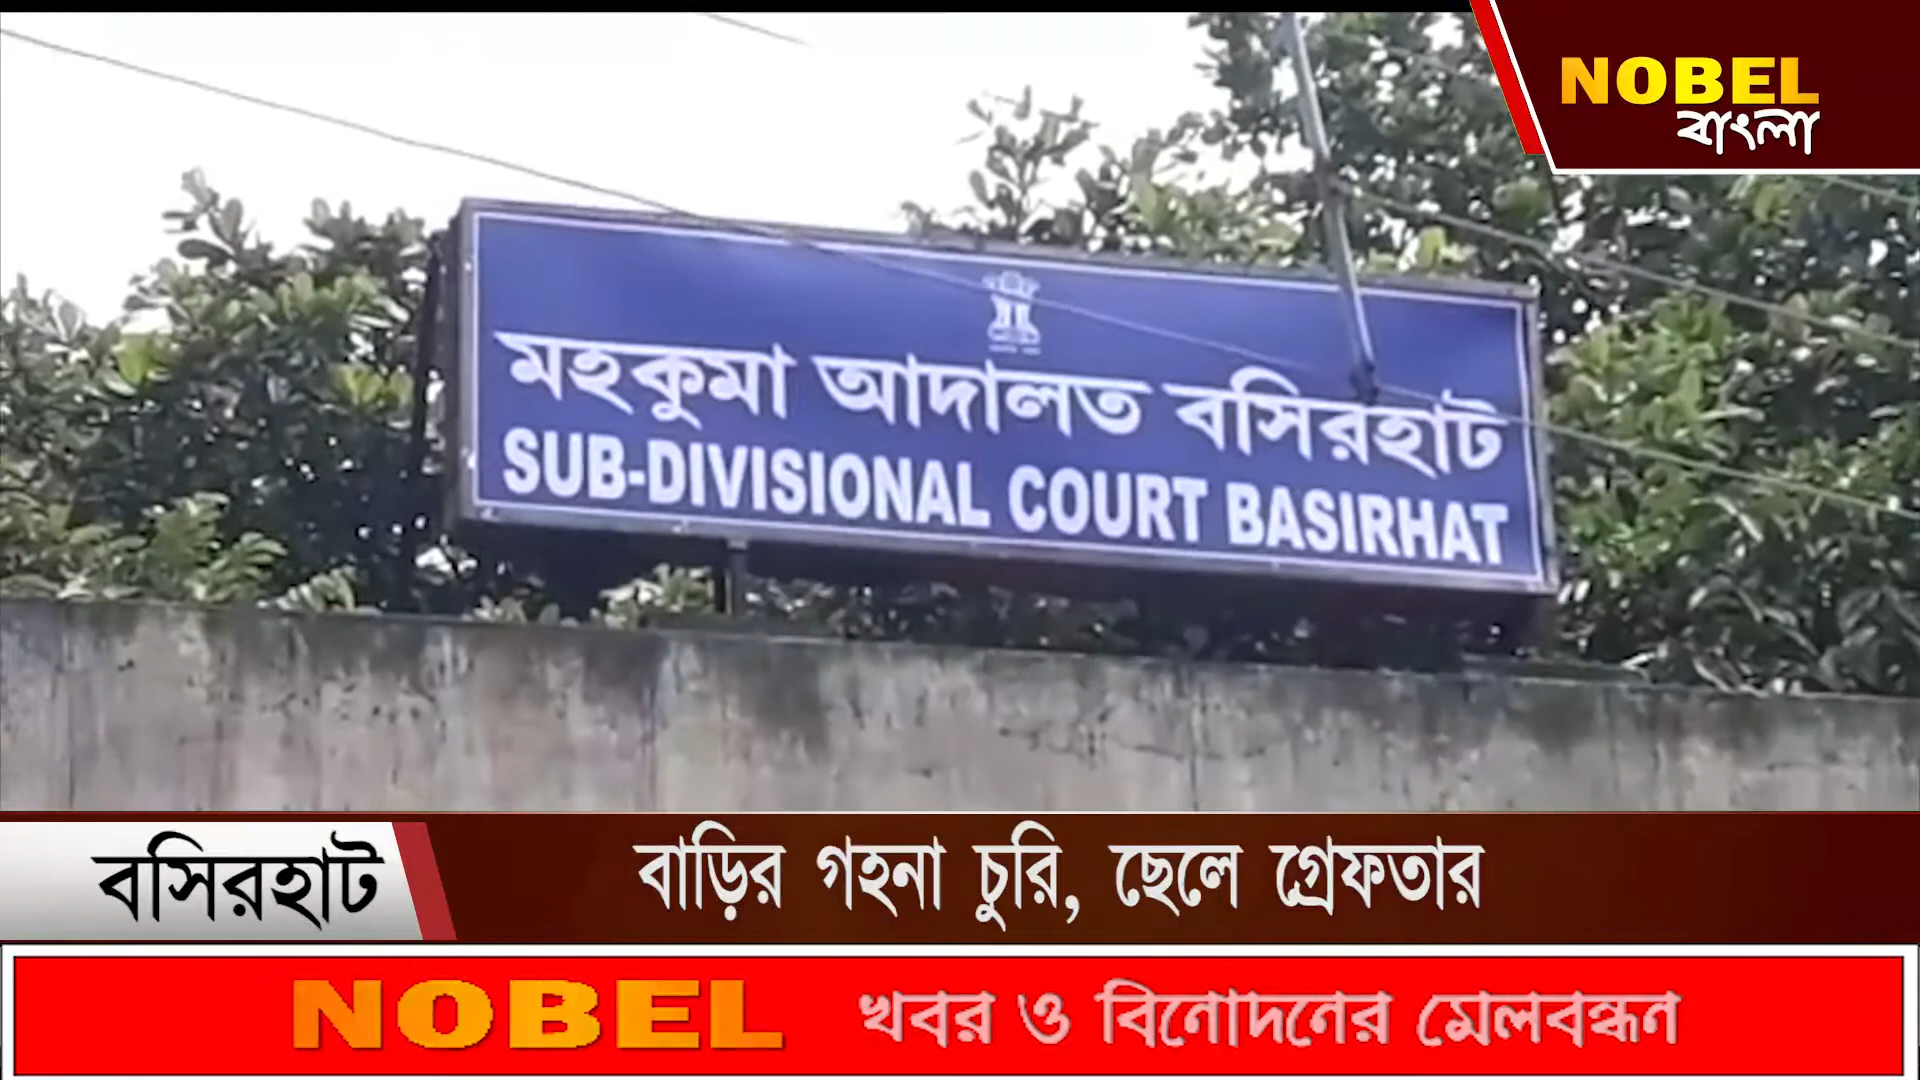 NOBEL
বাংলা
মহকুমা আদালত বসিরহাট
SUB-DIVISIONAL COURT BASIRHAT
বসিরহাট
বাড়ির গহনা চুরি, ছেলে গ্রেফতার
NOBEL খবর ও বিনোদনের মেলবন্ধন